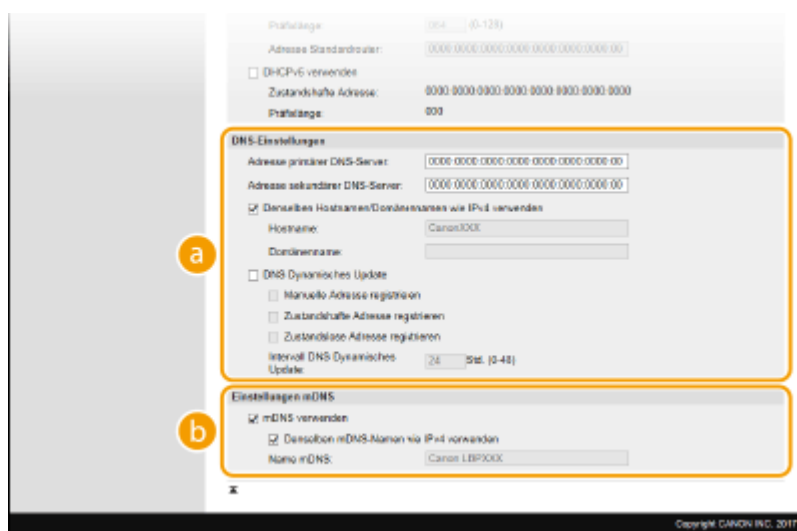 Präfixlänge: 064 (0-128)
Adresse Standardrouter: 0000:0000:0000:0000:0000:0000:0000:00
DHCPv6 verwenden
Zustandshafte Adresse: 0000:0000:0000:0000:0000:0000:0000:0000
Präfixlänge: 000
DNS-Einstellungen
Adresse primärer DNS-Server: 0000:0000:0000:0000:0000:0000:0000:00
Adresse sekundärer DNS-Server: 0000:0000:0000:0000:0000:0000:0000:00
Denselben Hostnamen/Domänennamen wie IPv4 verwenden
Hostname: CanonXXX
Domänenname:
a
DNS Dynamisches Update
Manuelle Adresse registrieren
Zustandshafte Adresse registrieren
Zustandslose Adresse registrieren
Intervall DNS Dynamisches
Update: 24 Std. (0-48)
Einstellungen mDNS
mDNS verwenden
b
Denselben mDNS-Namen wie IPv4 verwenden
Name mDNS: Canon LBPXXX
Copyright CANON INC. 2017